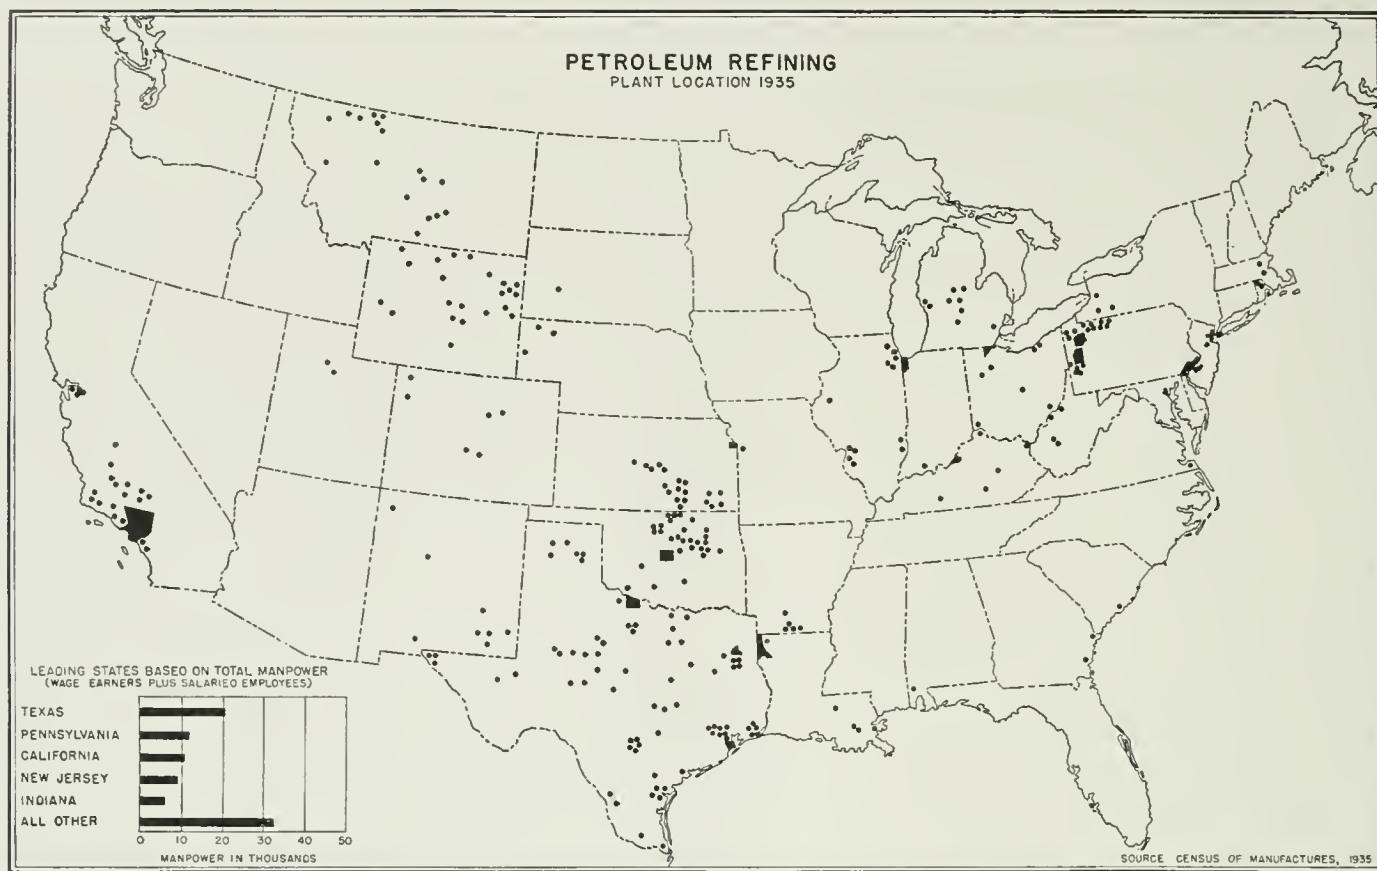 PETROLEUM REFINING
PLANT LOCATION 1935
LEADING STATES BASED ON TOTAL MANPOWER
(WAGE EARNERS PLUS SALARIED EMPLOYEES)
TEXAS
PENNSYLVANIA
CALIFORNIA
NEW JERSEY
INDIANA
ALL OTHER
0 10 20 30 40 50
MANPOWER IN THOUSANDS
SOURCE CENSUS OF MANUFACTURES, 1935